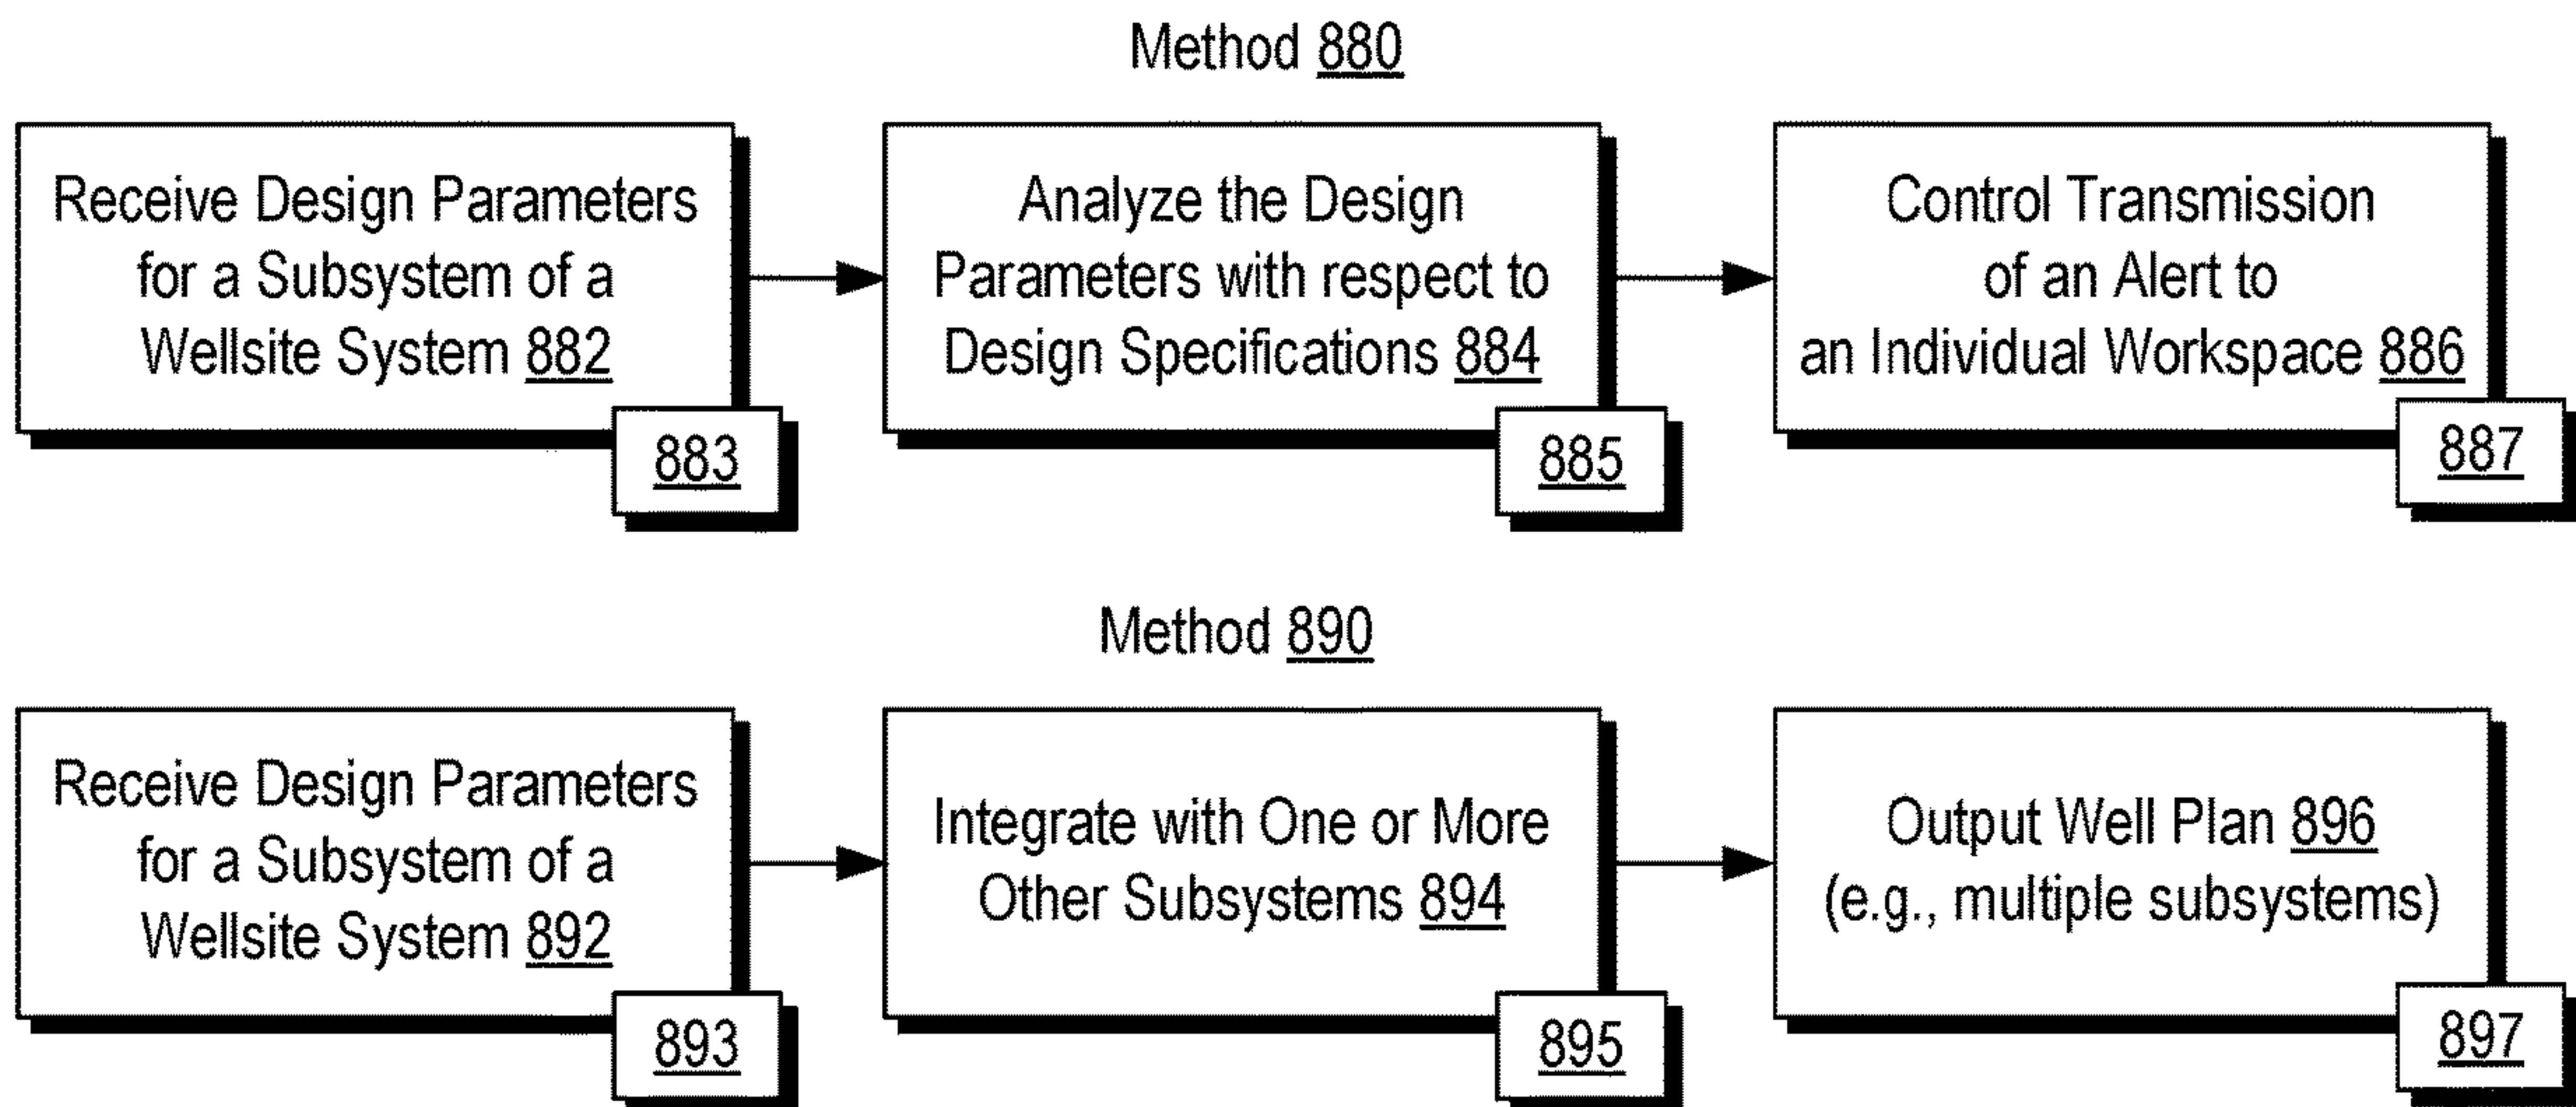 Method 880
Receive Design Parameters
for a Subsystem of a
Wellsite System 882
883
Analyze the Design
Parameters with respect to
Design Specifications 884
885
Control Transmission
of an Alert to
an Individual Workspace 886
887
Method 890
Receive Design Parameters
for a Subsystem of a
Wellsite System 892
893
Integrate with One or More
Other Subsystems 894
895
Output Well Plan 896
(e.g., multiple subsystems)
897